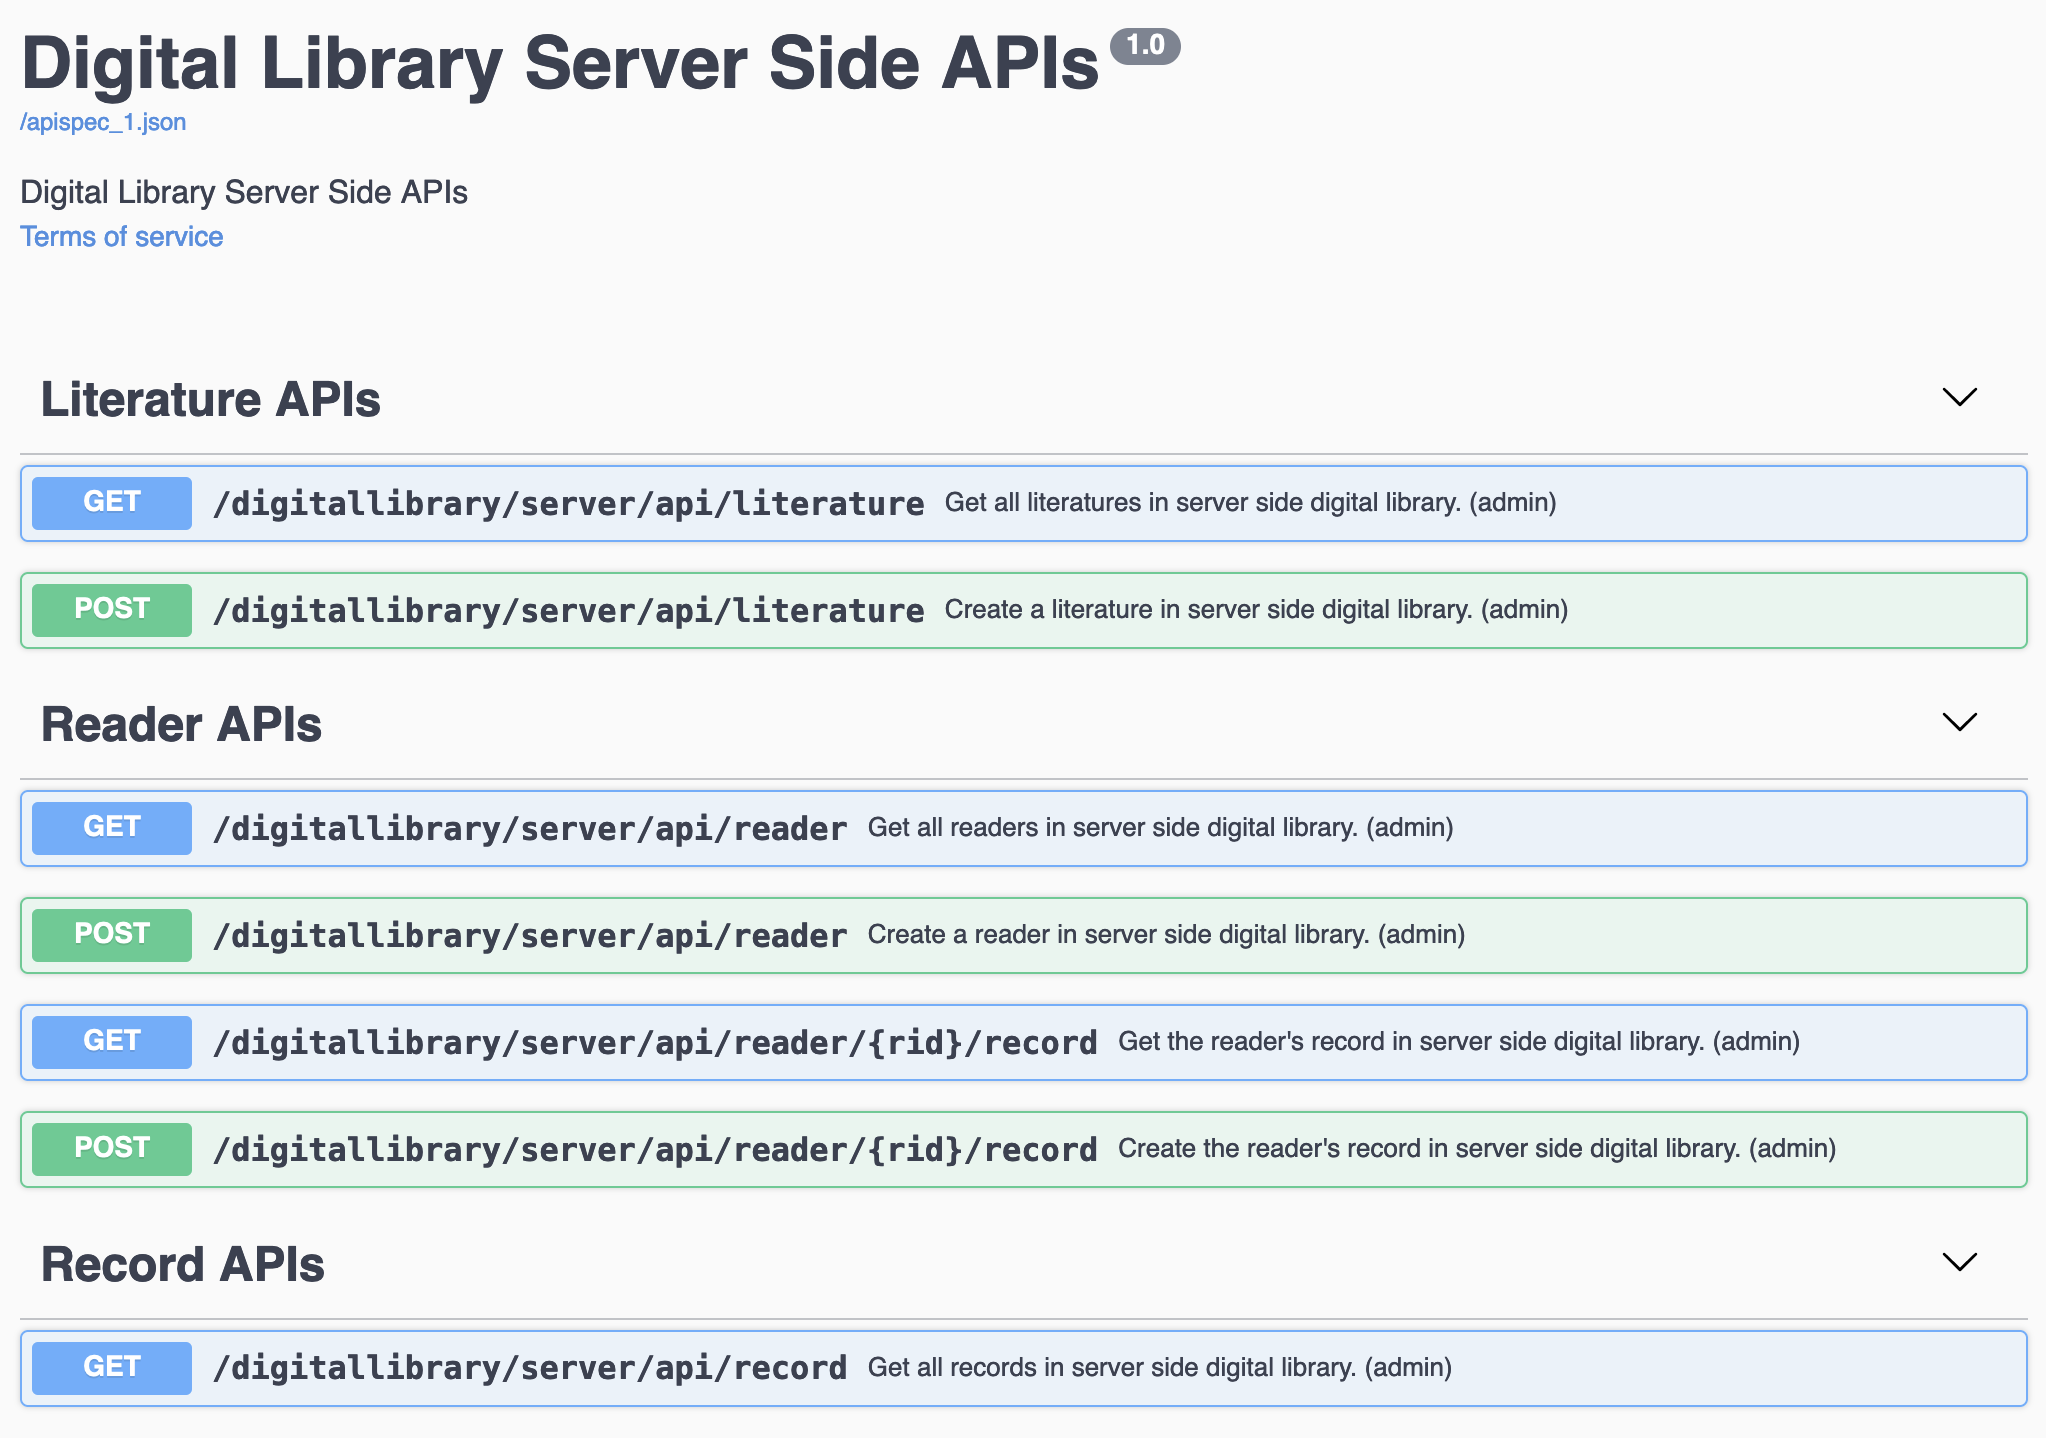 Digital Library Server Side APIs 1.0
/apispec_1.json
Digital Library Server Side APIs
Terms of service
Literature APIs
GET /digitallibrary/server/api/literature Get all literatures in server side digital library. (admin)
POST /digitallibrary/server/api/literature Create a literature in server side digital library. (admin)
Reader APIs
GET /digitallibrary/server/api/reader Get all readers in server side digital library. (admin)
POST /digitallibrary/server/api/reader Create a reader in server side digital library. (admin)
GET /digitallibrary/server/api/reader/{rid}/record Get the reader's record in server side digital library. (admin)
POST /digitallibrary/server/api/reader/{rid}/record Create the reader's record in server side digital library. (admin)
Record APIs
GET /digitallibrary/server/api/record Get all records in server side digital library. (admin)